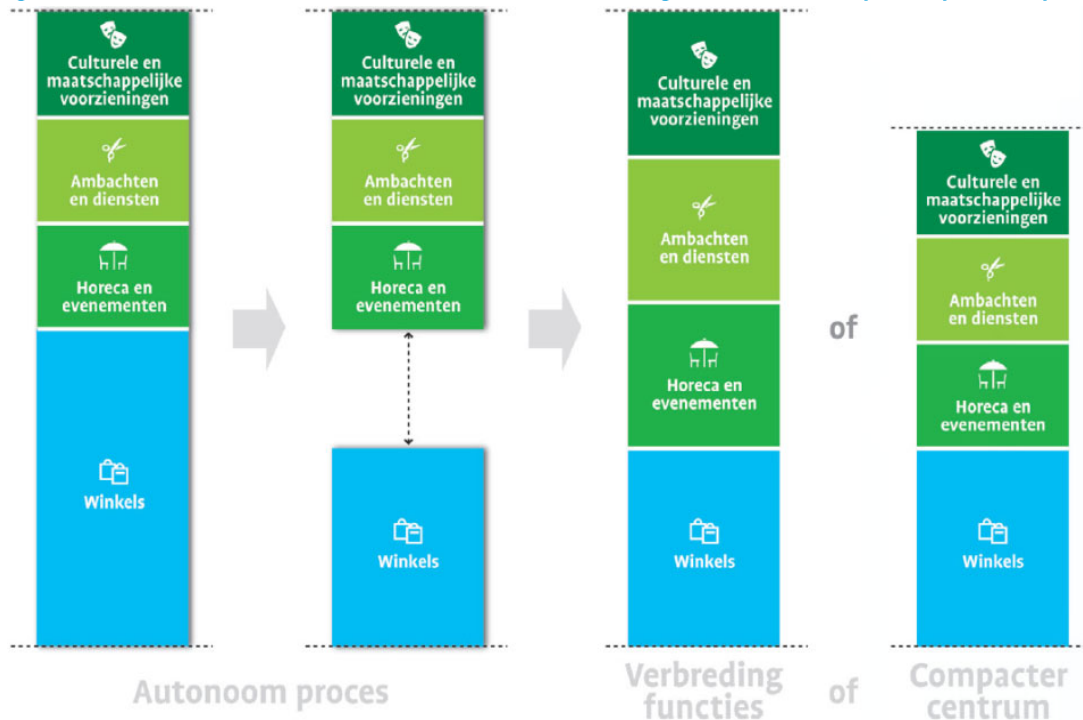 Culturele en
maatschappelijke
voorzieningen
Ambachten
en diensten
Horeca en
evenementen
Winkels
Culturele en
maatschappelijke
voorzieningen
Ambachten
en diensten
Horeca en
evenementen
Winkels
Autonoom proces
Culturele en
maatschappelijke
voorzieningen
Ambachten
en diensten
Horeca en
evenementen
Winkels
Verbreding
functies
of
of
Culturele en
maatschappelijke
voorzieningen
Ambachten
en diensten
Horeca en
evenementen
Winkels
Compacter
centrum